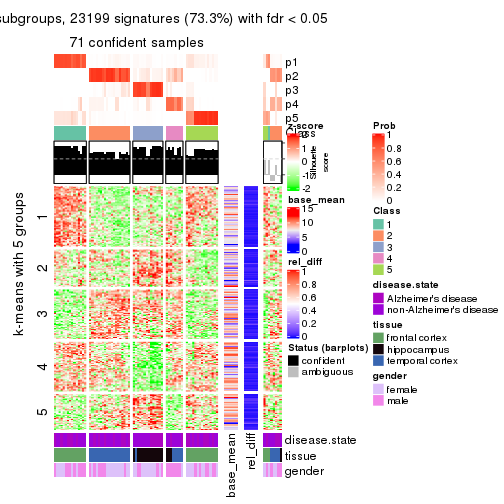 subgroups, 23199 signatures (73.3%) with fdr < 0.05
71 confident samples
p1
p2
p3
p4
p5
Class
Silhouette
score
k-means with 5 groups
1
2
3
4
5
base_mean
rel_diff
disease.state
tissue
gender
z-score
2
1
0
-1
-2
base_mean
15
10
5
0
rel_diff
1
0.8
0.6
0.4
0.2
0
Status (barplots)
confident
ambiguous
Prob
1
0.8
0.6
0.4
0.2
0
Class
1
2
3
4
5
disease.state
Alzheimer's disease
non-Alzheimer's disease
tissue
frontal cortex
hippocampus
temporal cortex
gender
female
male